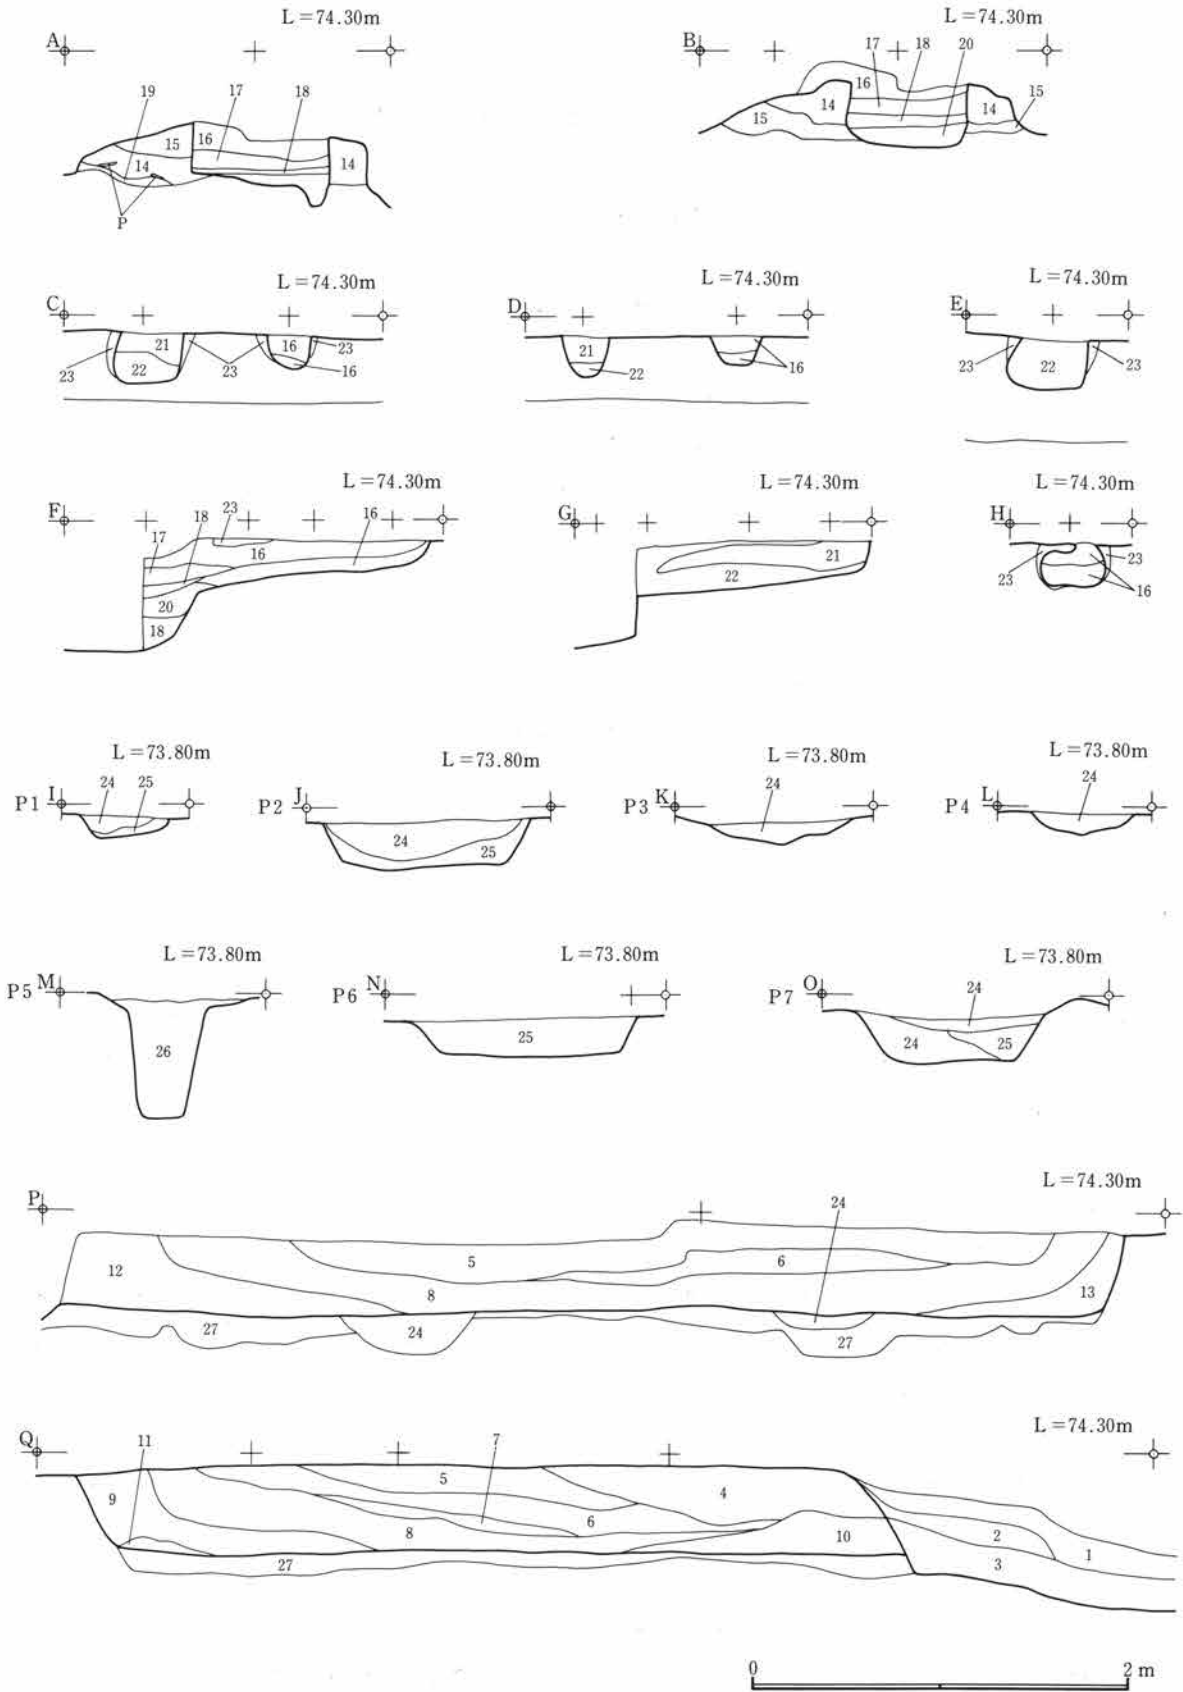 L=74.30m L=74.30m
A B
17 18 20
19 17 18 16 15
15 16 14 14
14 14 15
P
L=74.30m L=74.30m L=74.30m
C D E
21 16 23 21 16 23 23
23 22 23 16 22 22
L=74.30m L=74.30m L=74.30m
F 17 18 23 16 G H
16 21 23 23
20 22 16
18
L=73.80m L=73.80m L=73.80m L=73.80m
P1 I 24 25 P2 J P3 K 24 P4 L 24
24 25
L=73.80m L=73.80m L=73.80m
P5 M P6 N P7 O 24
26 25 24 25
L=74.30m
P 24
12 5 6
8 13
27 24 27
L=74.30m
Q 11 7
9 5 4
8 6 10 2 1
27 3
0 2 m